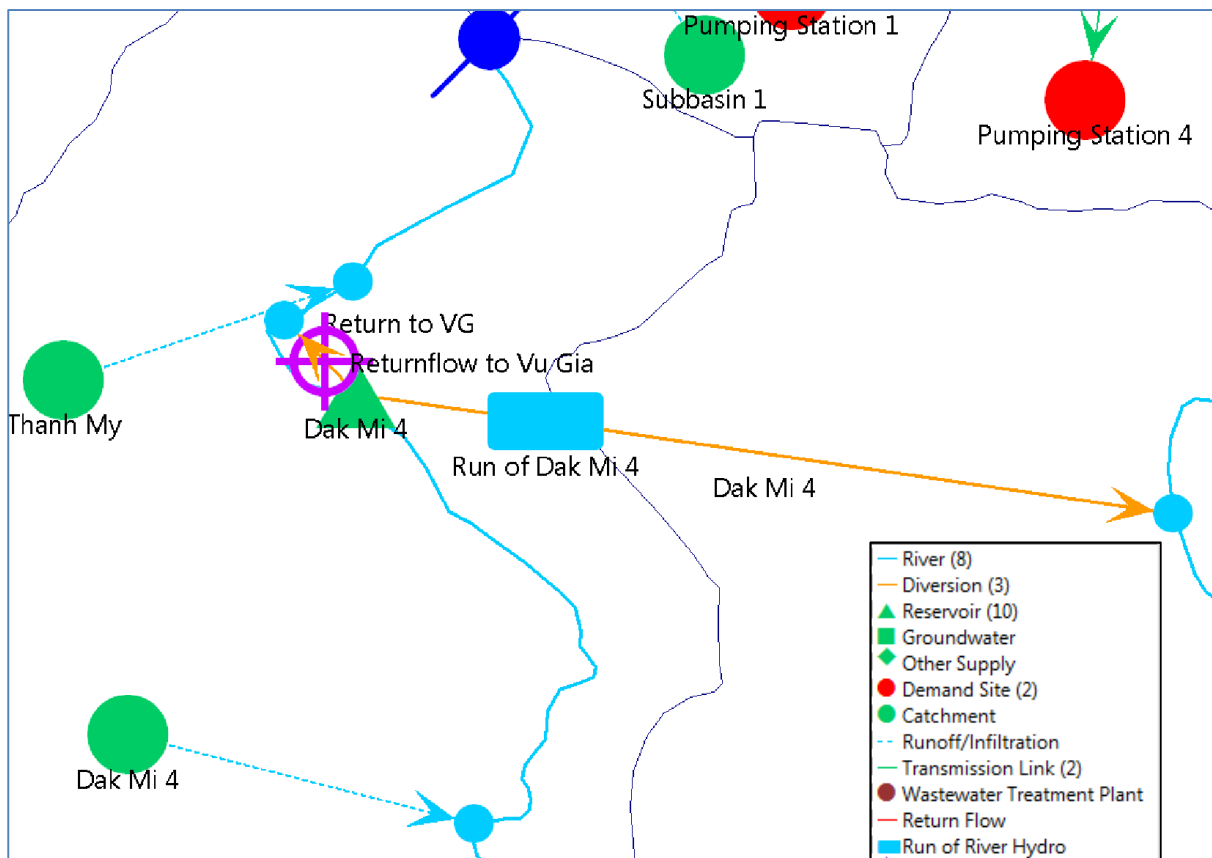 Pumping Station 1
Subbasin 1
Pumping Station 4
Return to VG
Returnflow to Vu Gia
Thanh My
Dak Mi 4
Run of Dak Mi 4
Dak Mi 4
Dak Mi 4
River (8)
Diversion (3)
Reservoir (10)
Groundwater
Other Supply
Demand Site (2)
Catchment
Runoff/Infiltration
Transmission Link (2)
Wastewater Treatment Plant
Return Flow
Run of River Hydro